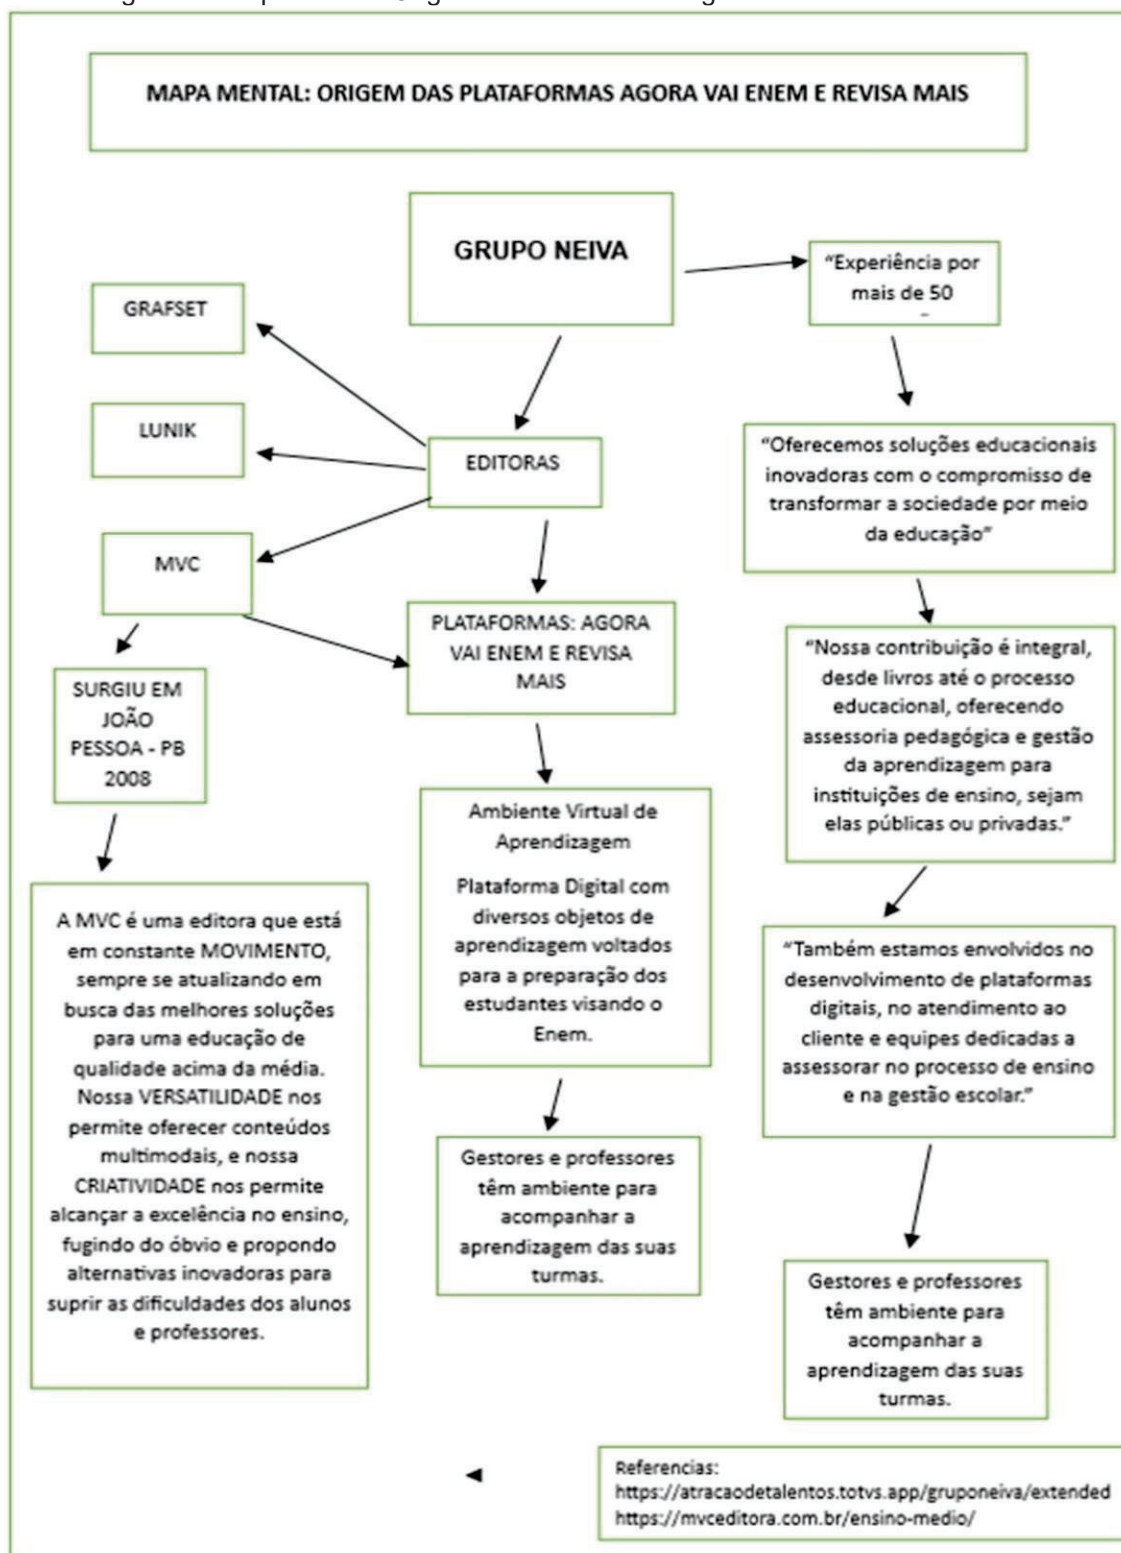 MAPA MENTAL: ORIGEM DAS PLATAFORMAS AGORA VAI ENEM E REVISA MAIS
GRUPO NEIVA
"Experiência por
mais de 50
GRAFSET
LUNIK
EDITORAS
MVC
"Oferecemos soluções educacionais
inovadoras com o compromisso de
transformar a sociedade por meio
da educação"
PLATAFORMAS: AGORA
VAI ENEM E REVISA
MAIS
SURGIU EM
JOÃO
PESSOA - PB
2008
"Nossa contribuição é integral,
desde livros até o processo
educacional, oferecendo
assessoria pedagógica e gestão
da aprendizagem para
instituições de ensino, sejam
elas públicas ou privadas."
Ambiente Virtual de
Aprendizagem
Plataforma Digital com
diversos objetos de
aprendizagem voltados
para a preparação dos
estudantes visando o
Enem.
A MVC é uma editora que está
em constante MOVIMENTO,
sempre se atualizando em
busca das melhores soluções
para uma educação de
qualidade acima da média.
Nossa VERSATILIDADE nos
permite oferecer conteúdos
multimodais, e nossa
CRIATIVIDADE nos permite
alcançar a excelência no ensino,
fugindo do óbvio e propondo
alternativas inovadoras para
suprir as dificuldades dos alunos
e professores.
"Também estamos envolvidos no
desenvolvimento de plataformas
digitais, no atendimento ao
cliente e equipes dedicadas a
assessorar no processo de ensino
e na gestão escolar."
Gestores e professores
têm ambiente para
acompanhar a
aprendizagem das suas
turmas.
Gestores e professores
têm ambiente para
acompanhar a
aprendizagem das suas
turmas.
Referencias:
https://atracaodetalentos.totvs.app/gruponeiva/extended
https://mvceditora.com.br/ensino-medio/